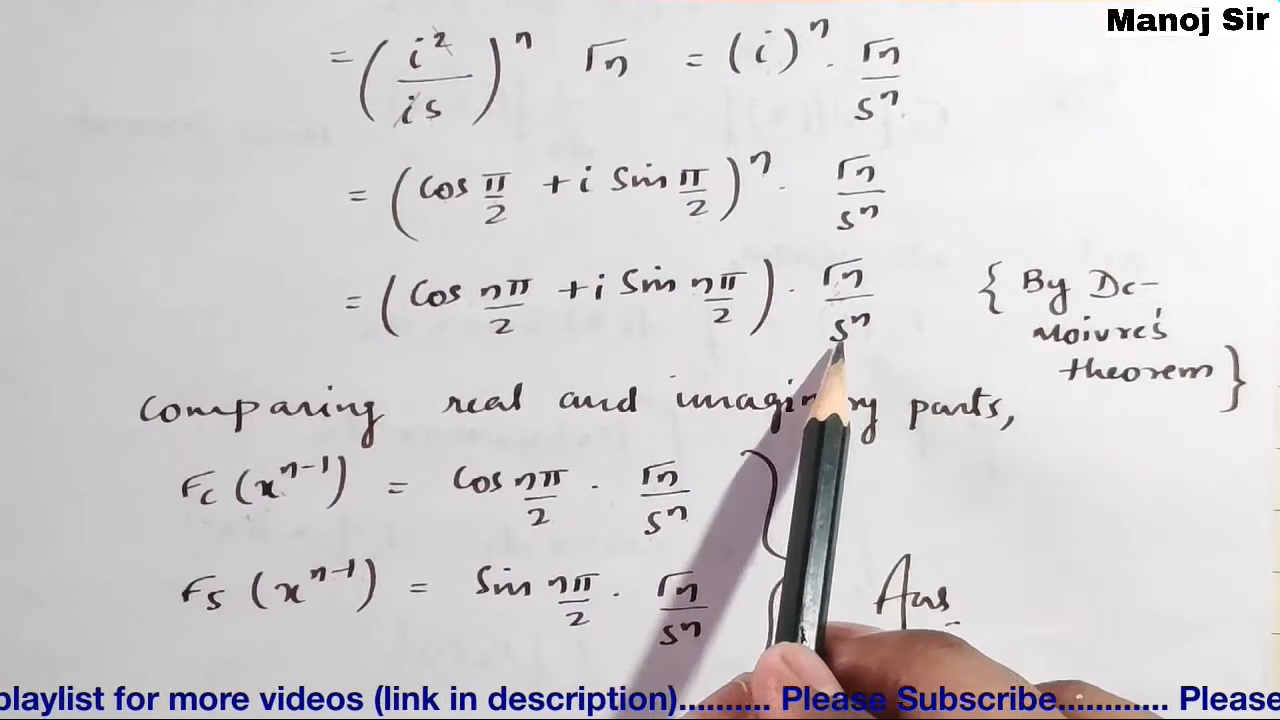 Manoj Sir
= (i²/is)ⁿ Γn = (i)ⁿ · Γn/sⁿ
= (Cos π/2 + i Sin π/2)ⁿ · Γn/sⁿ
= (Cos nπ/2 + i Sin nπ/2) · Γn/sⁿ { By De-Moivre's theorem }
Comparing real and imaginary parts,
Fc (xⁿ⁻¹) = Cos nπ/2 · Γn/sⁿ
Fs (xⁿ⁻¹) = Sin nπ/2 · Γn/sⁿ
Ans
playlist for more videos (link in description).......... Please Subscribe............ Please